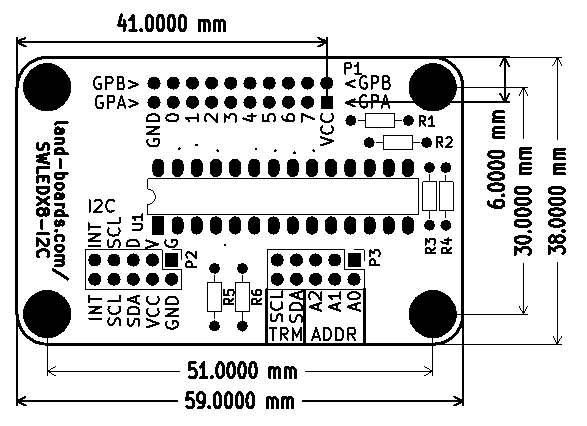 41.0000 mm
P1
GPB> <GPB
GPA> <GPA
GND 0 1 2 3 4 5 6 7 VCC
R1
R2
land-boards.com/
SWLEDX8-I2C
6.0000 mm
30.0000 mm
38.0000 mm
I2C
U1
R3 R4
INT SCL D V G
P2
P3
R5 R6
INT SCL SDA VCC GND
SCL SDA A2 A1 A0
TRM ADDR
51.0000 mm
59.0000 mm